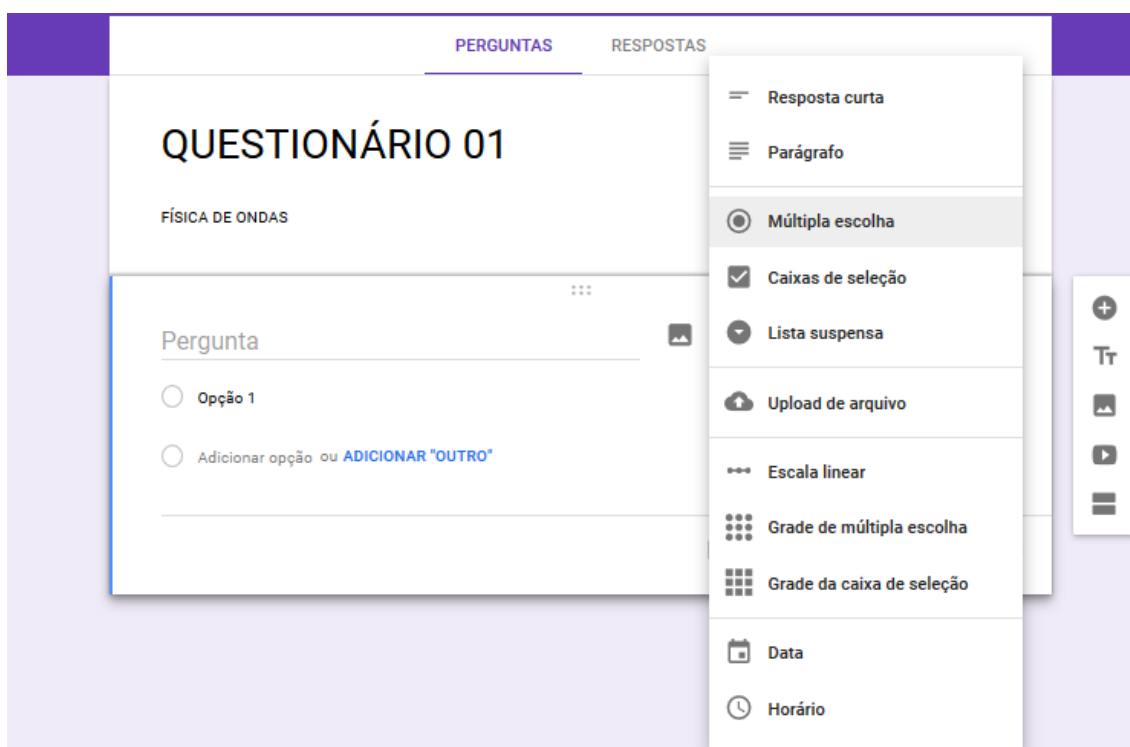 PERGUNTAS RESPOSTAS
QUESTIONÁRIO 01
FÍSICA DE ONDAS
Pergunta
Opção 1
Adicionar opção ou ADICIONAR "OUTRO"
Resposta curta
Parágrafo
Múltipla escolha
Caixas de seleção
Lista suspensa
Upload de arquivo
Escala linear
Grade de múltipla escolha
Grade da caixa de seleção
Data
Horário
Tт